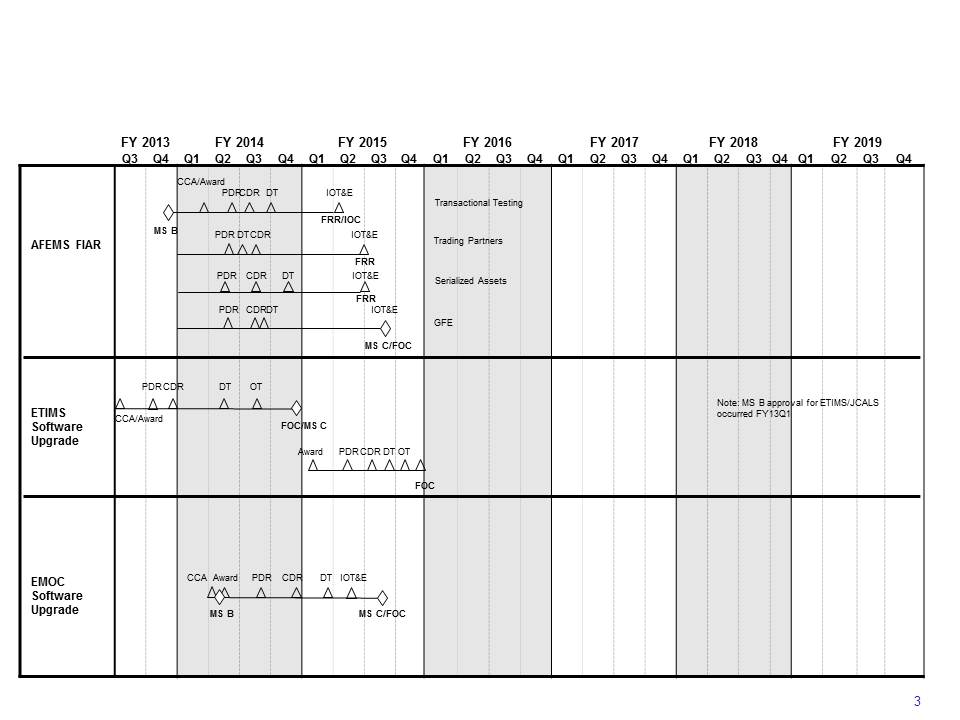 FY 2013 FY 2014 FY 2015 FY 2016 FY 2017 FY 2018 FY 2019
Q3 Q4 Q1 Q2 Q3 Q4 Q1 Q2 Q3 Q4 Q1 Q2 Q3 Q4 Q1 Q2 Q3 Q4 Q1 Q2 Q3 Q4 Q1 Q2 Q3 Q4
AFEMS FIAR
CCA/Award
PDR CDR DT IOT&E
Transactional Testing
MS B FRR/IOC
PDR DT CDR IOT&E
Trading Partners
FRR
PDR CDR DT IOT&E
Serialized Assets
FRR
PDR CDR DT IOT&E
GFE
MS C/FOC
ETIMS
Software
Upgrade
PDR CDR DT OT
CCA/Award
FOC/MS C
Note: MS B approval for ETIMS/JCALS
occurred FY13Q1
Award PDR CDR DT OT
FOC
EMOC
Software
Upgrade
CCA Award PDR CDR DT IOT&E
MS B MS C/FOC
3